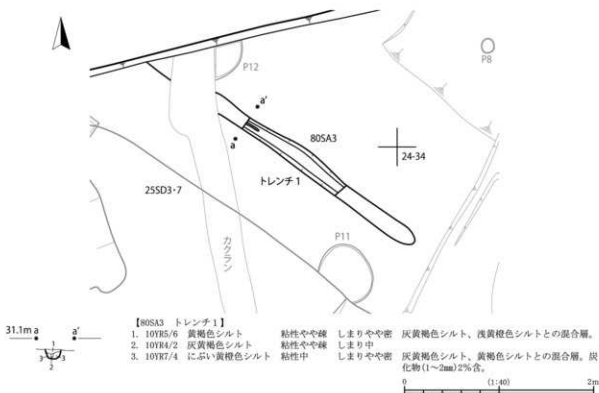 P12
P8
a'
80SA3
a
24-34
トレンチ 1
25SD3・7
カクラン
P11
31.1m a a'
1
3 3
2
【80SA3 トレンチ 1】
1. 10YR5/6 黄褐色シルト 粘性やや疎 しまりやや密 灰黄褐色シルト、浅黄橙色シルトとの混合層。
2. 10YR4/2 灰黄褐色シルト 粘性やや疎 しまり中
3. 10YR7/4 にぶい黄橙色シルト 粘性中 しまりやや密 灰黄褐色シルト、黄褐色シルトとの混合層。炭
化物(1~2㎜)2%含。
0 (1:40) 2m